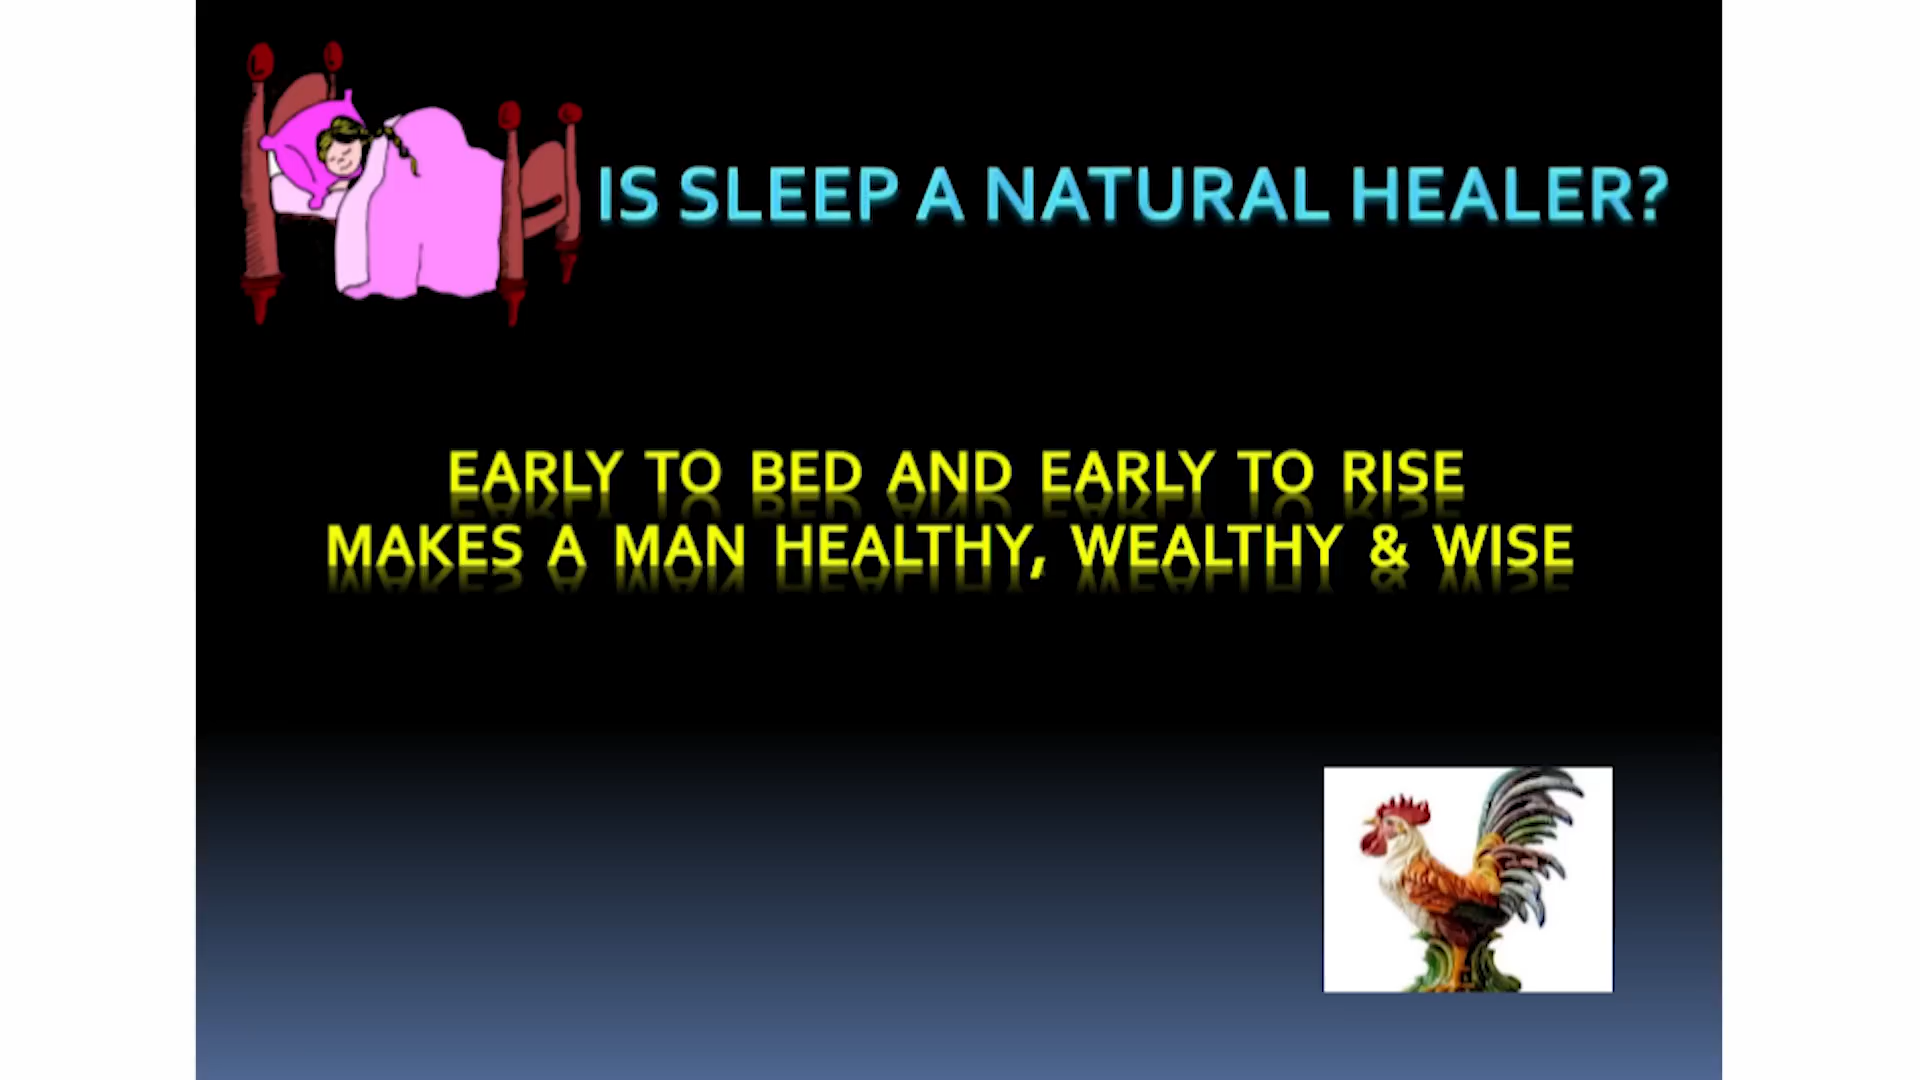 IS SLEEP A NATURAL HEALER?
EARLY TO BED AND EARLY TO RISE
MAKES A MAN HEALTHY, WEALTHY & WISE